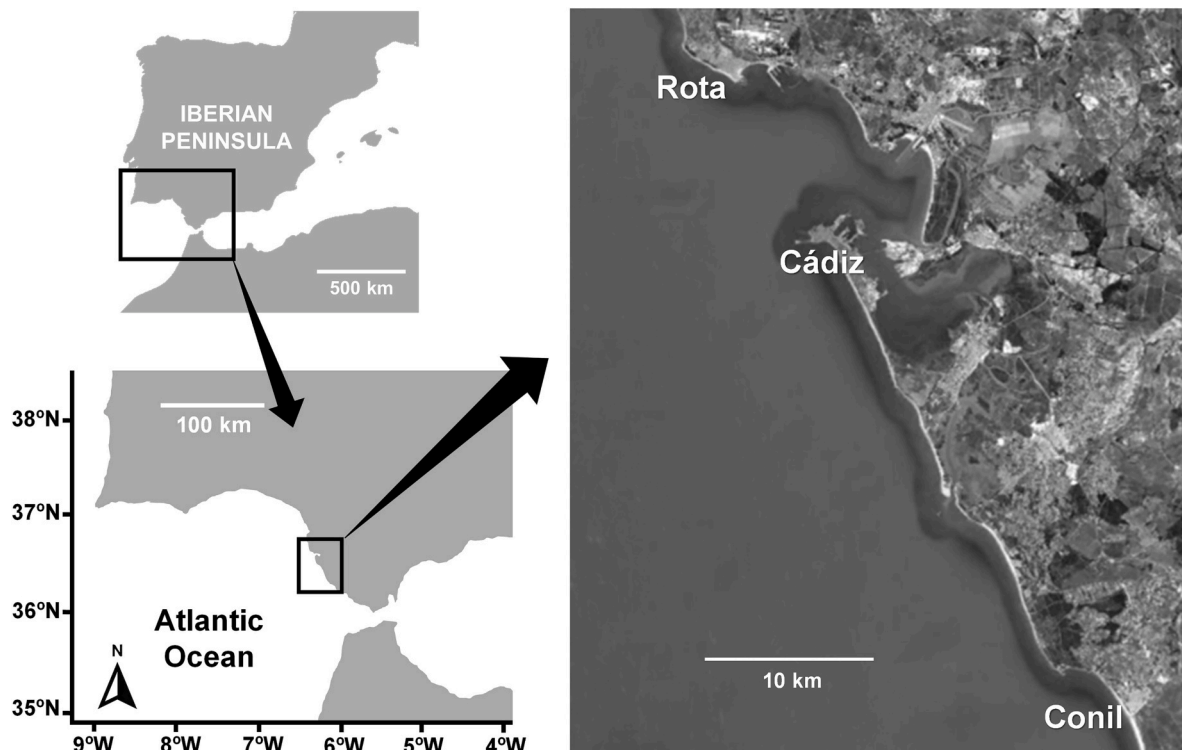 IBERIAN
PENINSULA
500 km
38ºN
37ºN
36ºN
35ºN
100 km
Atlantic
Ocean
N
9ºW
8ºW
7ºW
6ºW
5ºW
4ºW
Rota
Cádiz
10 km
Conil